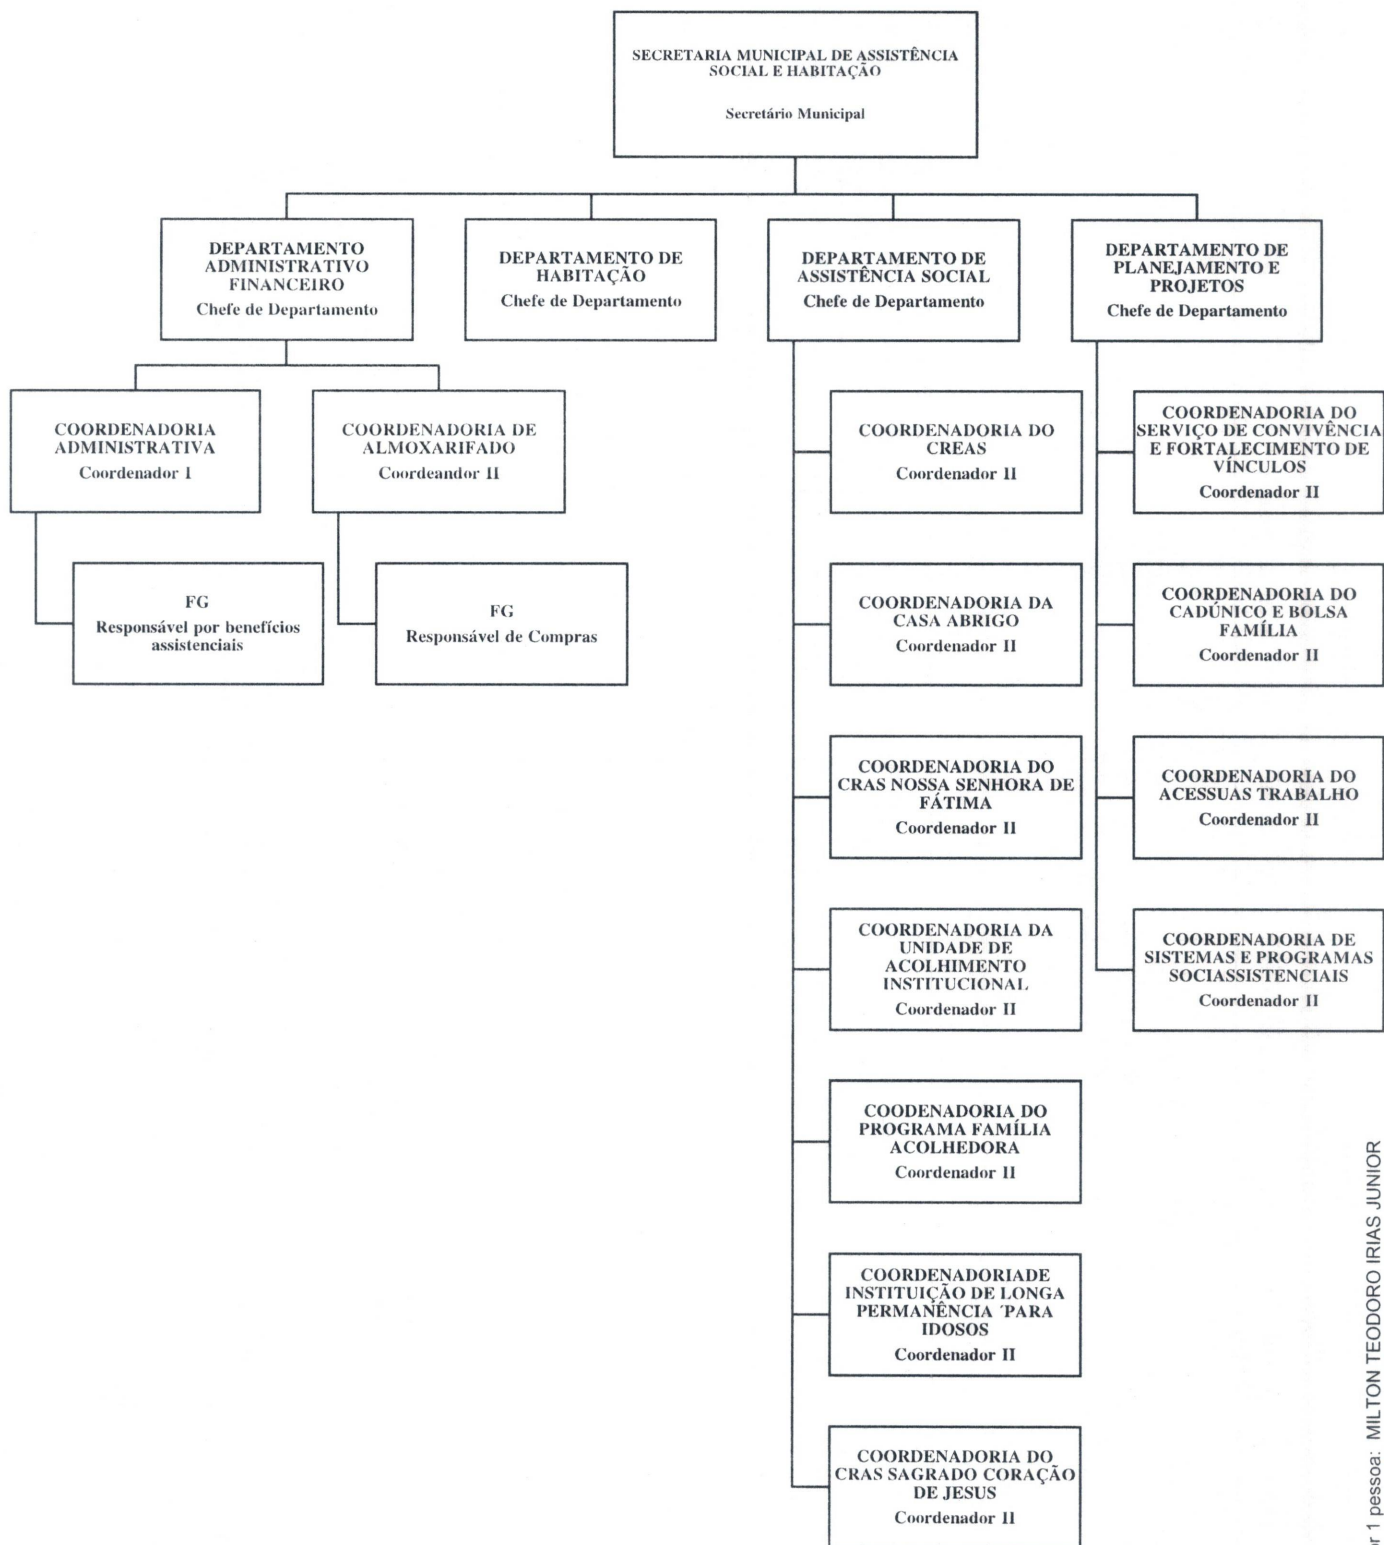 SECRETARIA MUNICIPAL DE ASSISTÊNCIA
SOCIAL E HABITAÇÃO
Secretário Municipal
DEPARTAMENTO
ADMINISTRATIVO
FINANCEIRO
Chefe de Departamento
DEPARTAMENTO DE
HABITAÇÃO
Chefe de Departamento
DEPARTAMENTO DE
ASSISTÊNCIA SOCIAL
Chefe de Departamento
DEPARTAMENTO DE
PLANEJAMENTO E
PROJETOS
Chefe de Departamento
COORDENADORIA
ADMINISTRATIVA
Coordenador I
COORDENADORIA DE
ALMOXARIFADO
Coordeandor II
FG
Responsável por benefícios
assistenciais
FG
Responsável de Compras
COORDENADORIA DO
CREAS
Coordenador II
COORDENADORIA DA
CASA ABRIGO
Coordenador II
COORDENADORIA DO
CRAS NOSSA SENHORA DE
FÁTIMA
Coordenador II
COORDENADORIA DA
UNIDADE DE
ACOLHIMENTO
INSTITUCIONAL
Coordenador II
COODENADORIA DO
PROGRAMA FAMÍLIA
ACOLHEDORA
Coordenador II
COORDENADORIADE
INSTITUIÇÃO DE LONGA
PERMANÊNCIA ´PARA
IDOSOS
Coordenador II
COORDENADORIA DO
CRAS SAGRADO CORAÇÃO
DE JESUS
Coordenador II
COORDENADORIA DO
SERVIÇO DE CONVIVÊNCIA
E FORTALECIMENTO DE
VÍNCULOS
Coordenador II
COORDENADORIA DO
CADÚNICO E BOLSA
FAMÍLIA
Coordenador II
COORDENADORIA DO
ACESSUAS TRABALHO
Coordenador II
COORDENADORIA DE
SISTEMAS E PROGRAMAS
SOCIASSISTENCIAIS
Coordenador II
1 pessoa: MILTON TEODORO IRIAS JUNIOR